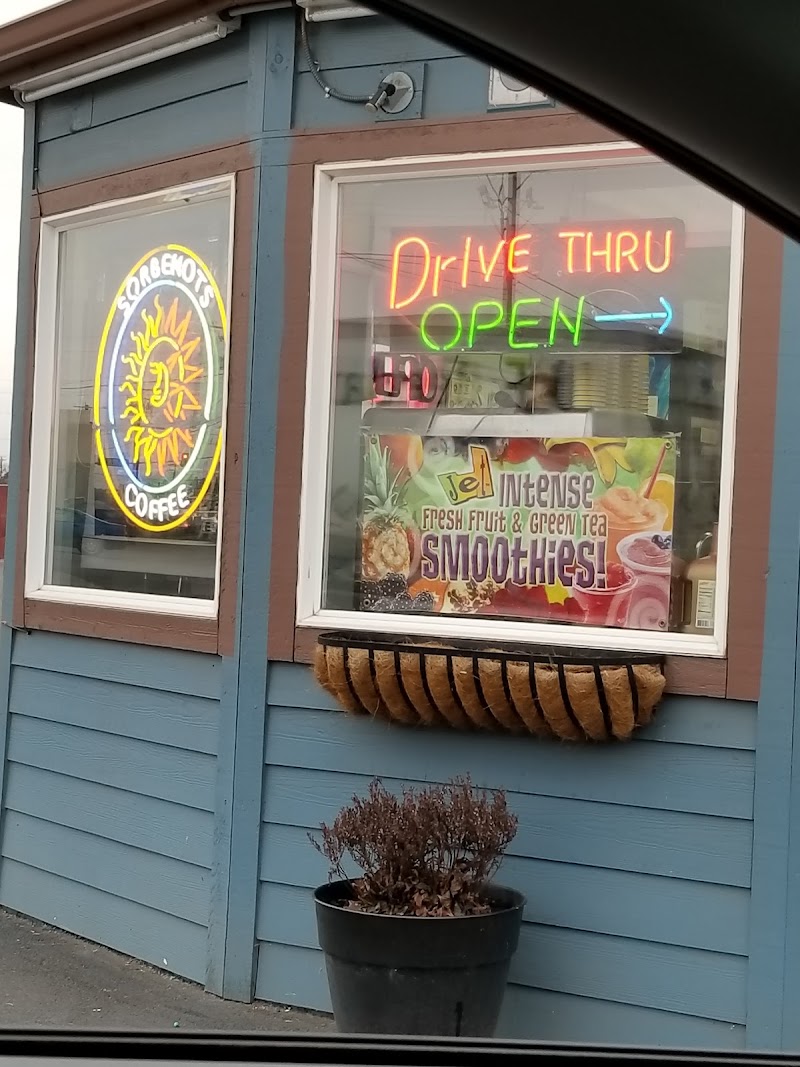 SORBENOTS
COFFEE
DrIVE THRU
OPEN
Jet INTENSE
FRESH FRUIT & GREEN TEA
SMOOTHIES!